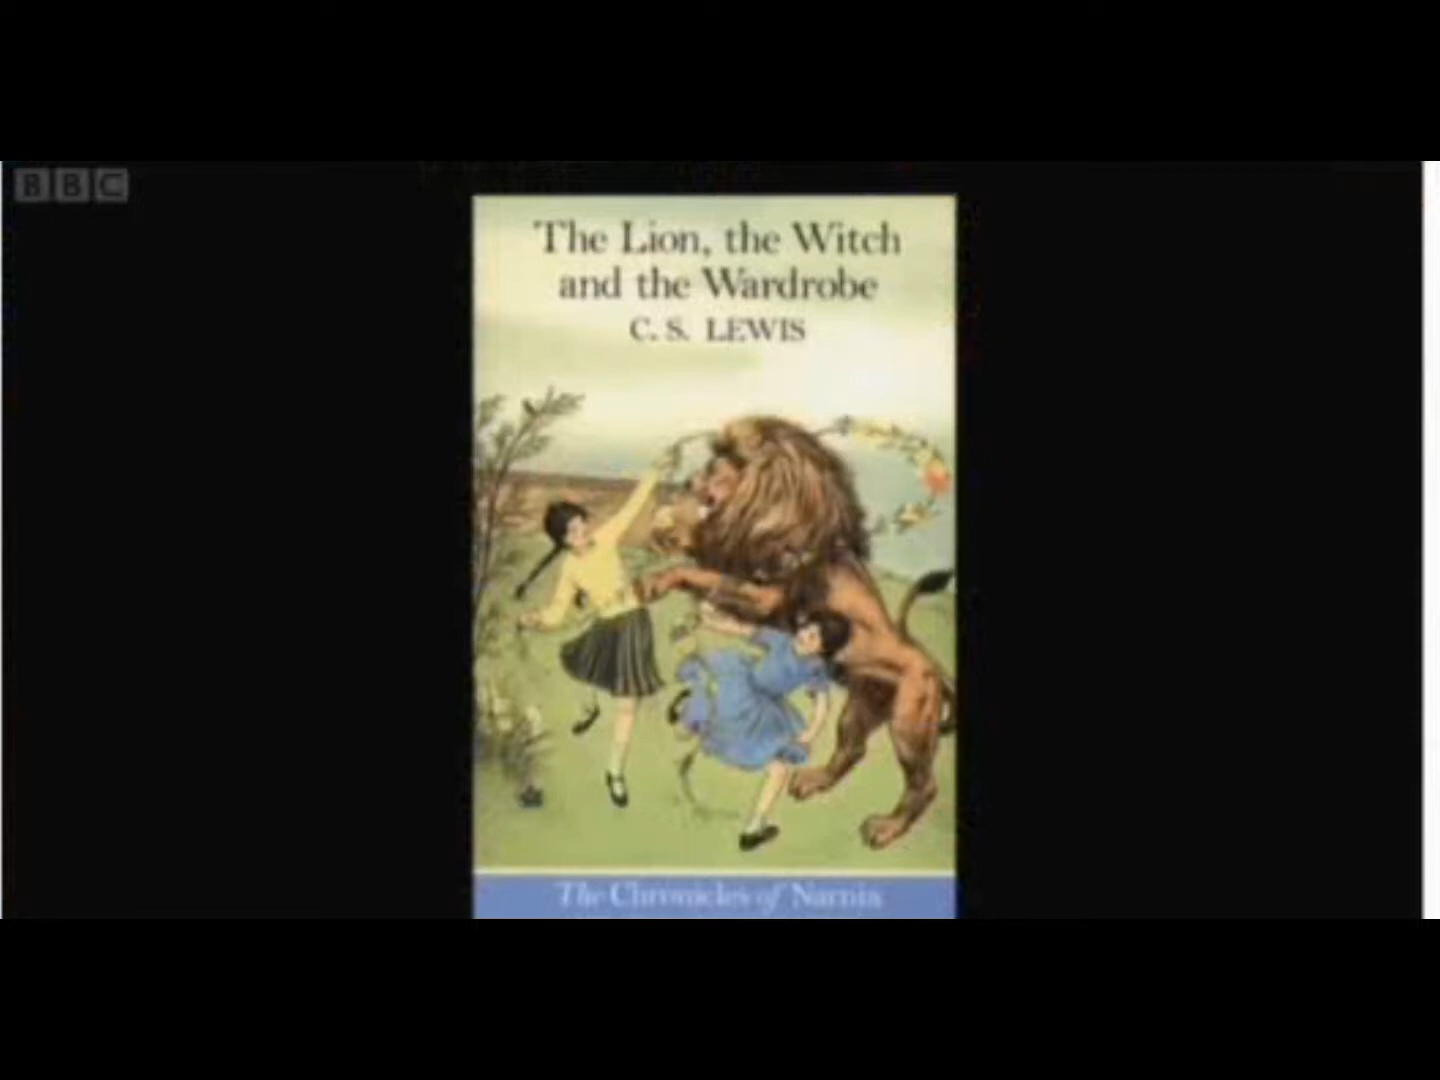 BBC
The Lion, the Witch
and the Wardrobe
C. S. LEWIS
The Chronicles of Narnia